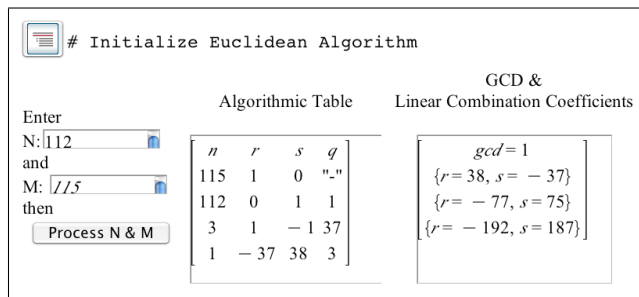 # Initialize Euclidean Algorithm
Enter
N: 112
and
M: 115
then
Process N & M
Algorithmic Table
n r s q
115 1 0 "-"
112 0 1 1
3 1 − 1 37
1 − 37 38 3
GCD &
Linear Combination Coefficients
gcd = 1
{r = 38, s = − 37}
{r = − 77, s = 75}
{r = − 192, s = 187}